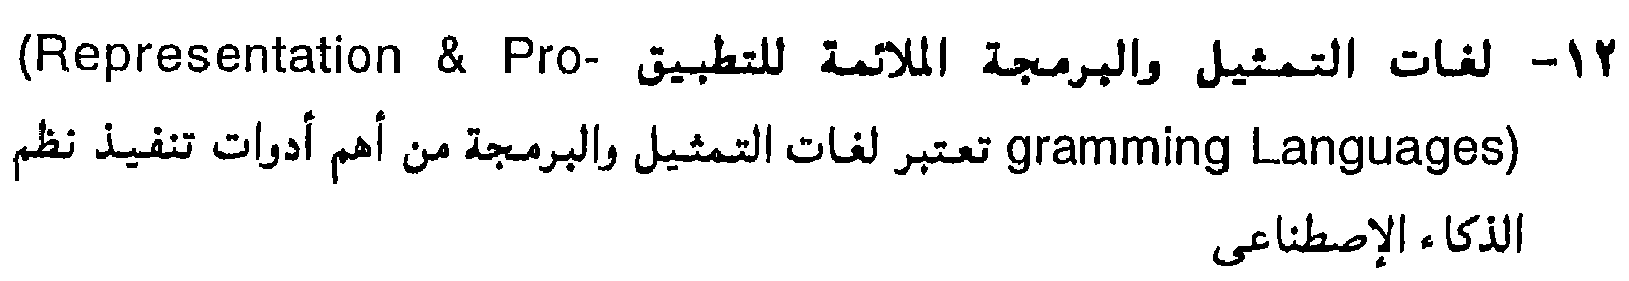 ١٢- لغات التمثيل والبرمجة الملائمة للتطبيق (Representation & Pro-
gramming Languages) تعتبر لغات التمثيل والبرمجة من أهم أدوات تنفيذ نظم
الذكاء الإصطناعى